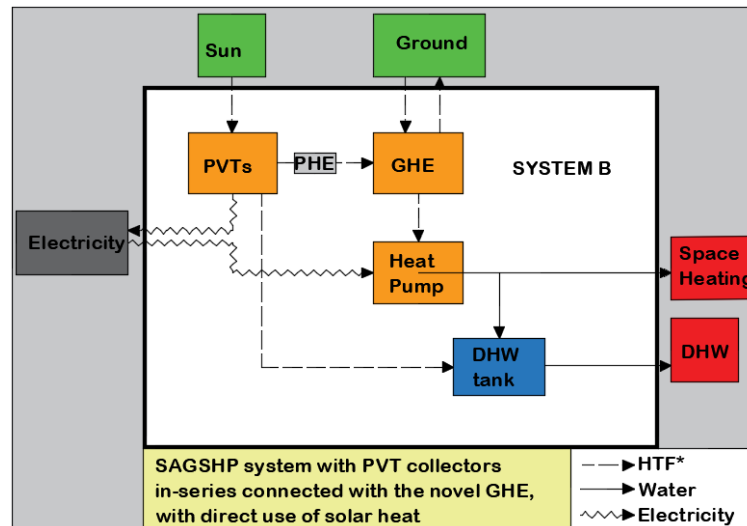 Sun
Ground
PVTs
PHE
GHE
SYSTEM B
Electricity
Heat
Pump
Space
Heating
DHW
tank
DHW
SAGSHP system with PVT collectors
in-series connected with the novel GHE,
with direct use of solar heat
HTF*
Water
Electricity